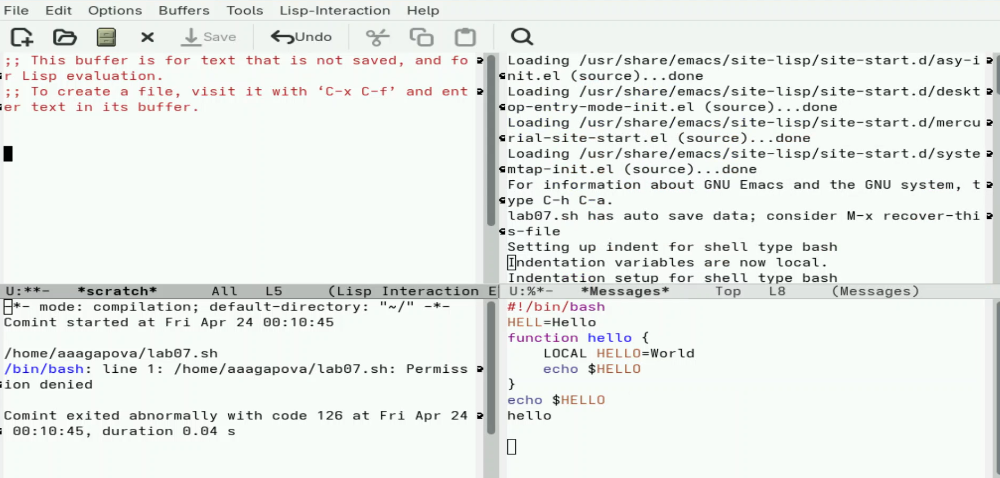 File Edit Options Buffers Tools Lisp-Interaction Help
Save Undo
;; This buffer is for text that is not saved, and fo
r Lisp evaluation.
;; To create a file, visit it with ‘C-x C-f’ and ent
er text in its buffer.
U:**-   *scratch*      All   L5     (Lisp Interaction E
Loading /usr/share/emacs/site-lisp/site-start.d/asy-i
nit.el (source)...done
Loading /usr/share/emacs/site-lisp/site-start.d/deskt
op-entry-mode-init.el (source)...done
Loading /usr/share/emacs/site-lisp/site-start.d/mercu
rial-site-start.el (source)...done
Loading /usr/share/emacs/site-lisp/site-start.d/syste
mtap-init.el (source)...done
For information about GNU Emacs and the GNU system, t
ype C-h C-a.
lab07.sh has auto save data; consider M-x recover-thi
s-file
Setting up indent for shell type bash
Indentation variables are now local.
Indentation setup for shell type bash
U:%*-   *Messages*     Top   L8     (Messages)
-*- mode: compilation; default-directory: "~/" -*-
Comint started at Fri Apr 24 00:10:45
/home/aaagapova/lab07.sh
/bin/bash: line 1: /home/aaagapova/lab07.sh: Permiss
ion denied
Comint exited abnormally with code 126 at Fri Apr 24
00:10:45, duration 0.04 s
#!/bin/bash
HELL=Hello
function hello {
    LOCAL HELLO=World
    echo $HELLO
}
echo $HELLO
hello